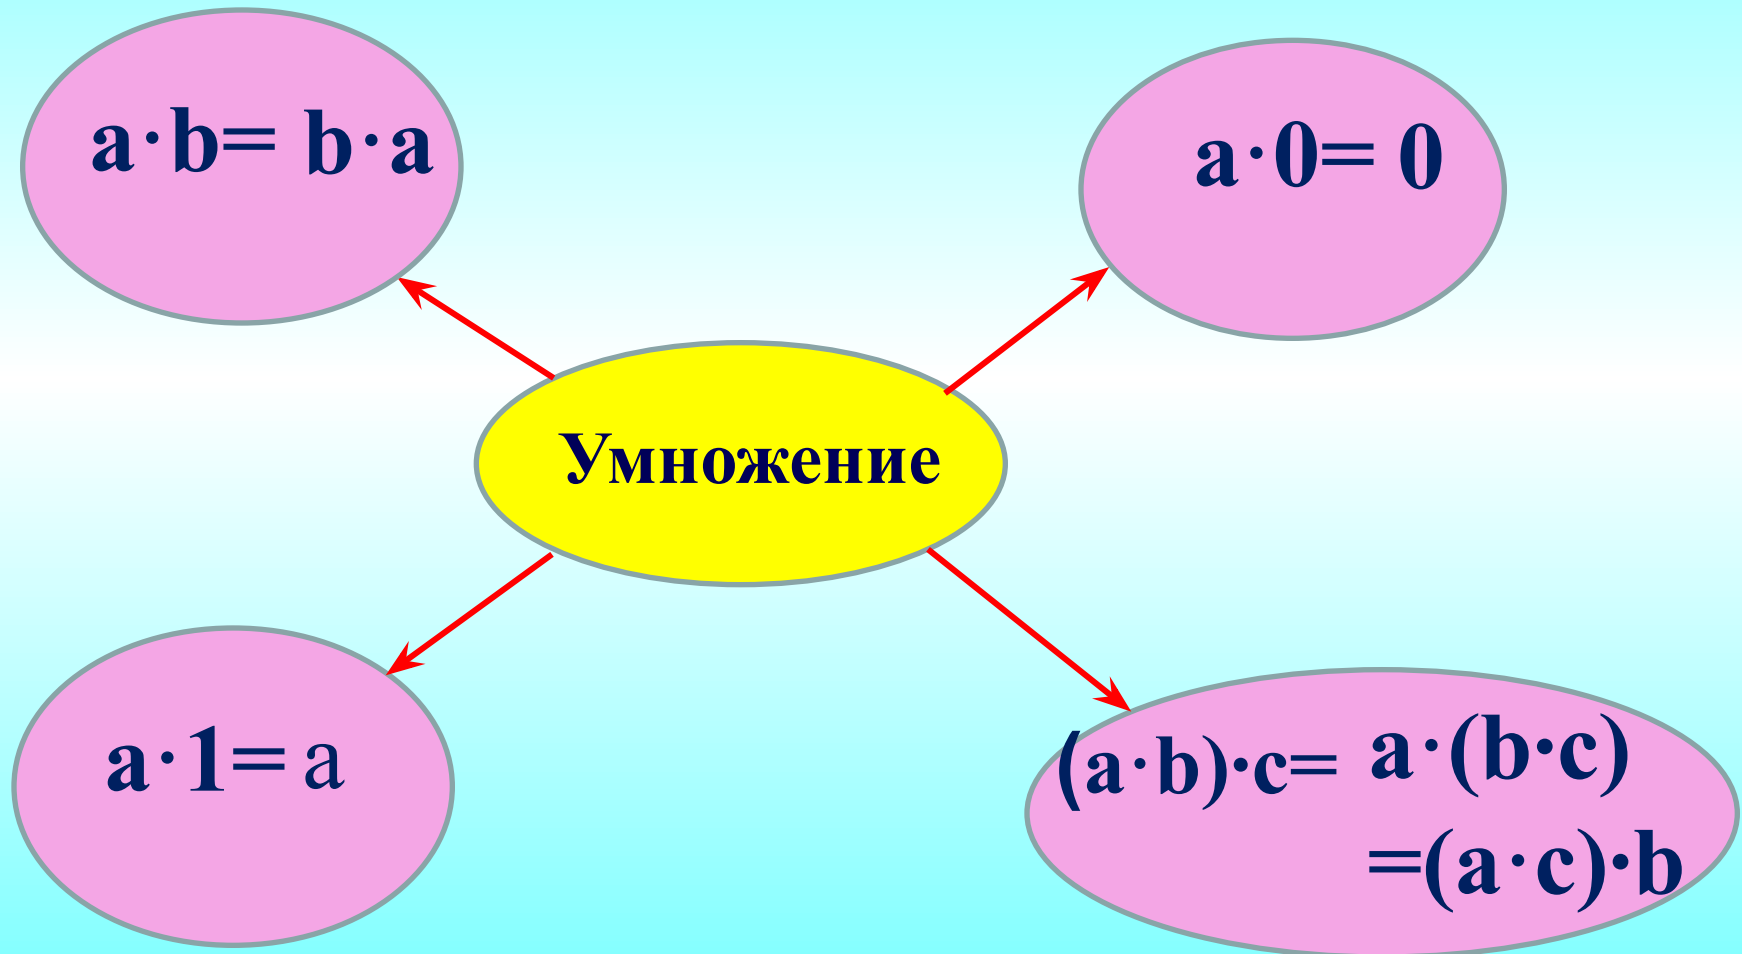 a·b= b·a
a·0= 0
Умножение
a·1= a
(a·b)·c= a·(b·c)
=(a·c)·b